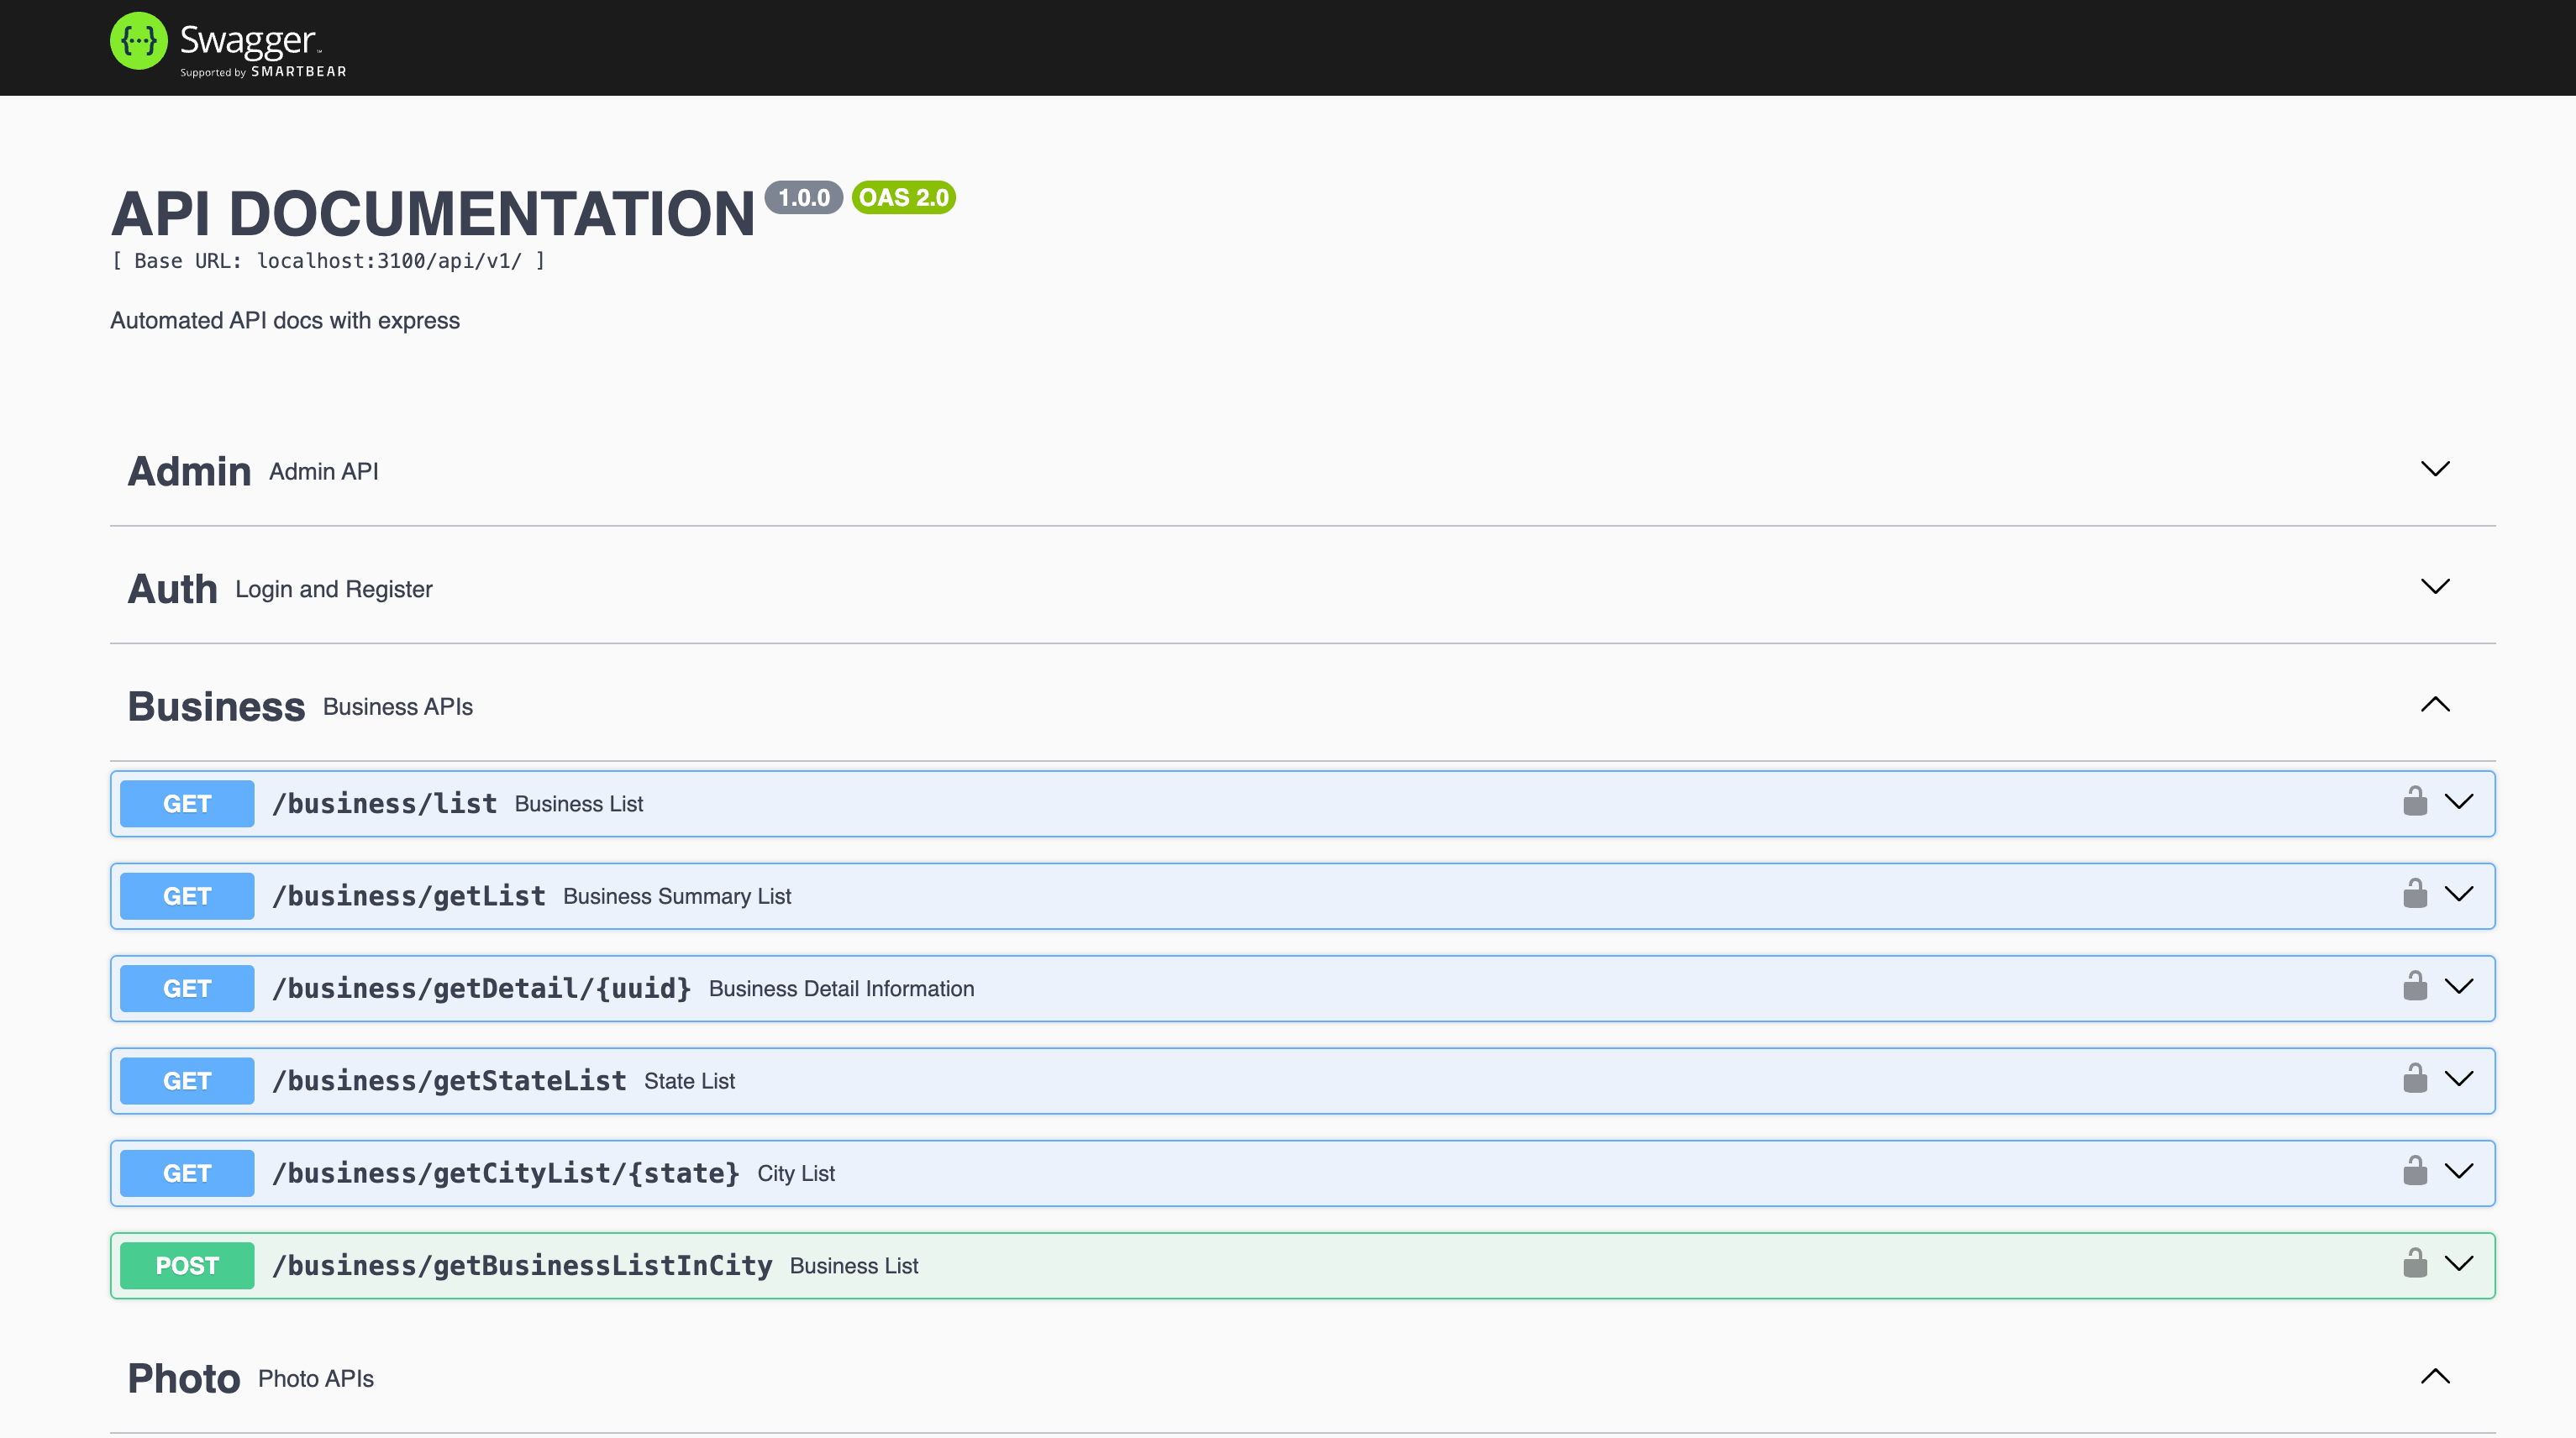 Swagger
Supported by SMARTBEAR
API DOCUMENTATION 1.0.0 OAS 2.0
[ Base URL: localhost:3100/api/v1/ ]
Automated API docs with express
Admin Admin API
Auth Login and Register
Business Business APIs
GET /business/list Business List
GET /business/getList Business Summary List
GET /business/getDetail/{uuid} Business Detail Information
GET /business/getStateList State List
GET /business/getCityList/{state} City List
POST /business/getBusinessListInCity Business List
Photo Photo APIs